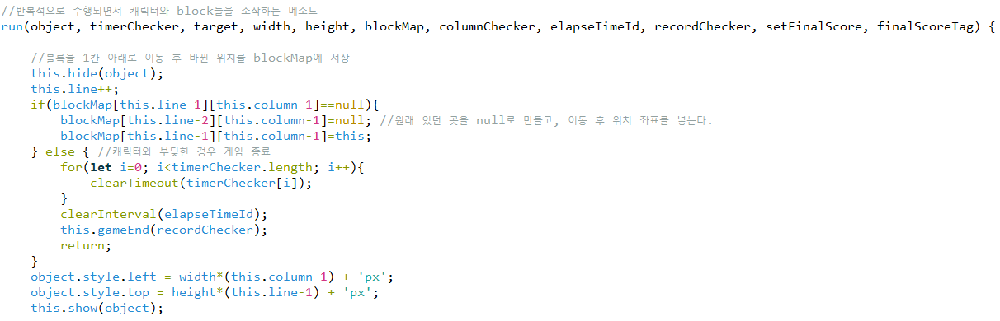 //반복적으로 수행되면서 캐릭터와 block들을 조작하는 메소드
run(object, timerChecker, target, width, height, blockMap, columnChecker, elapseTimeId, recordChecker, setFinalScore, finalScoreTag) {
//블록을 1칸 아래로 이동 후 바뀐 위치를 blockMap에 저장
this.hide(object);
this.line++;
if(blockMap[this.line-1][this.column-1]==null){
blockMap[this.line-2][this.column-1]=null; //원래 있던 곳을 null로 만들고, 이동 후 위치 좌표를 넣는다.
blockMap[this.line-1][this.column-1]=this;
} else { //캐릭터와 부딪힌 경우 게임 종료
for(let i=0; i<timerChecker.length; i++){
clearTimeout(timerChecker[i]);
}
clearInterval(elapseTimeId);
this.gameEnd(recordChecker);
return;
}
object.style.left = width*(this.column-1) + 'px';
object.style.top = height*(this.line-1) + 'px';
this.show(object);